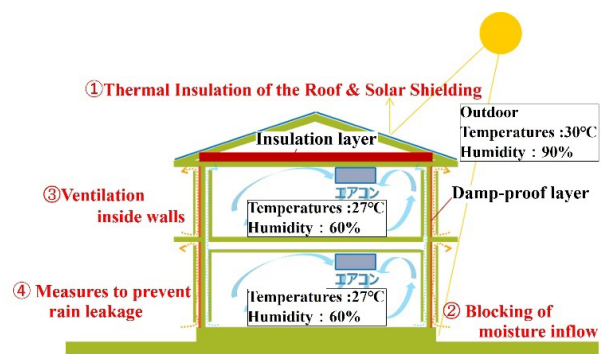 ①Thermal Insulation of the Roof & Solar Shielding
Outdoor
Temperatures :30℃
Humidity：90%
Insulation layer
エアコン
③Ventilation
inside walls
Temperatures :27℃
Humidity：60%
Damp-proof layer
エアコン
④ Measures to prevent
rain leakage
Temperatures :27℃
Humidity：60%
② Blocking of
moisture inflow